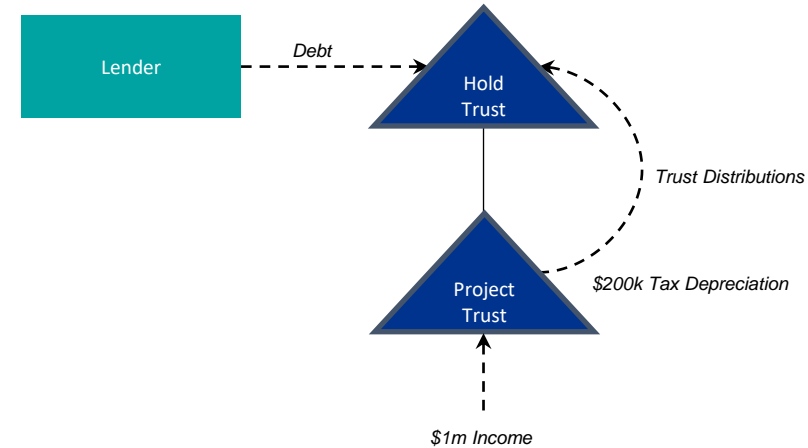 Debt
Lender
Hold
Trust
Trust Distributions
$200k Tax Depreciation
Project
Trust
$1m Income